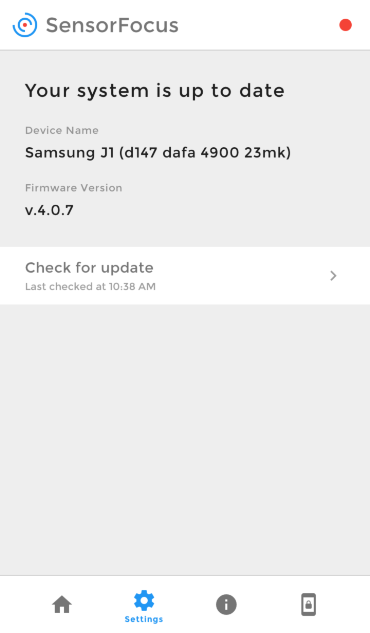 SensorFocus
Your system is up to date
Device Name
Samsung J1 (d147 dafa 4900 23mk)
Firmware Version
v.4.0.7
Check for update
Last checked at 10:38 AM
Settings